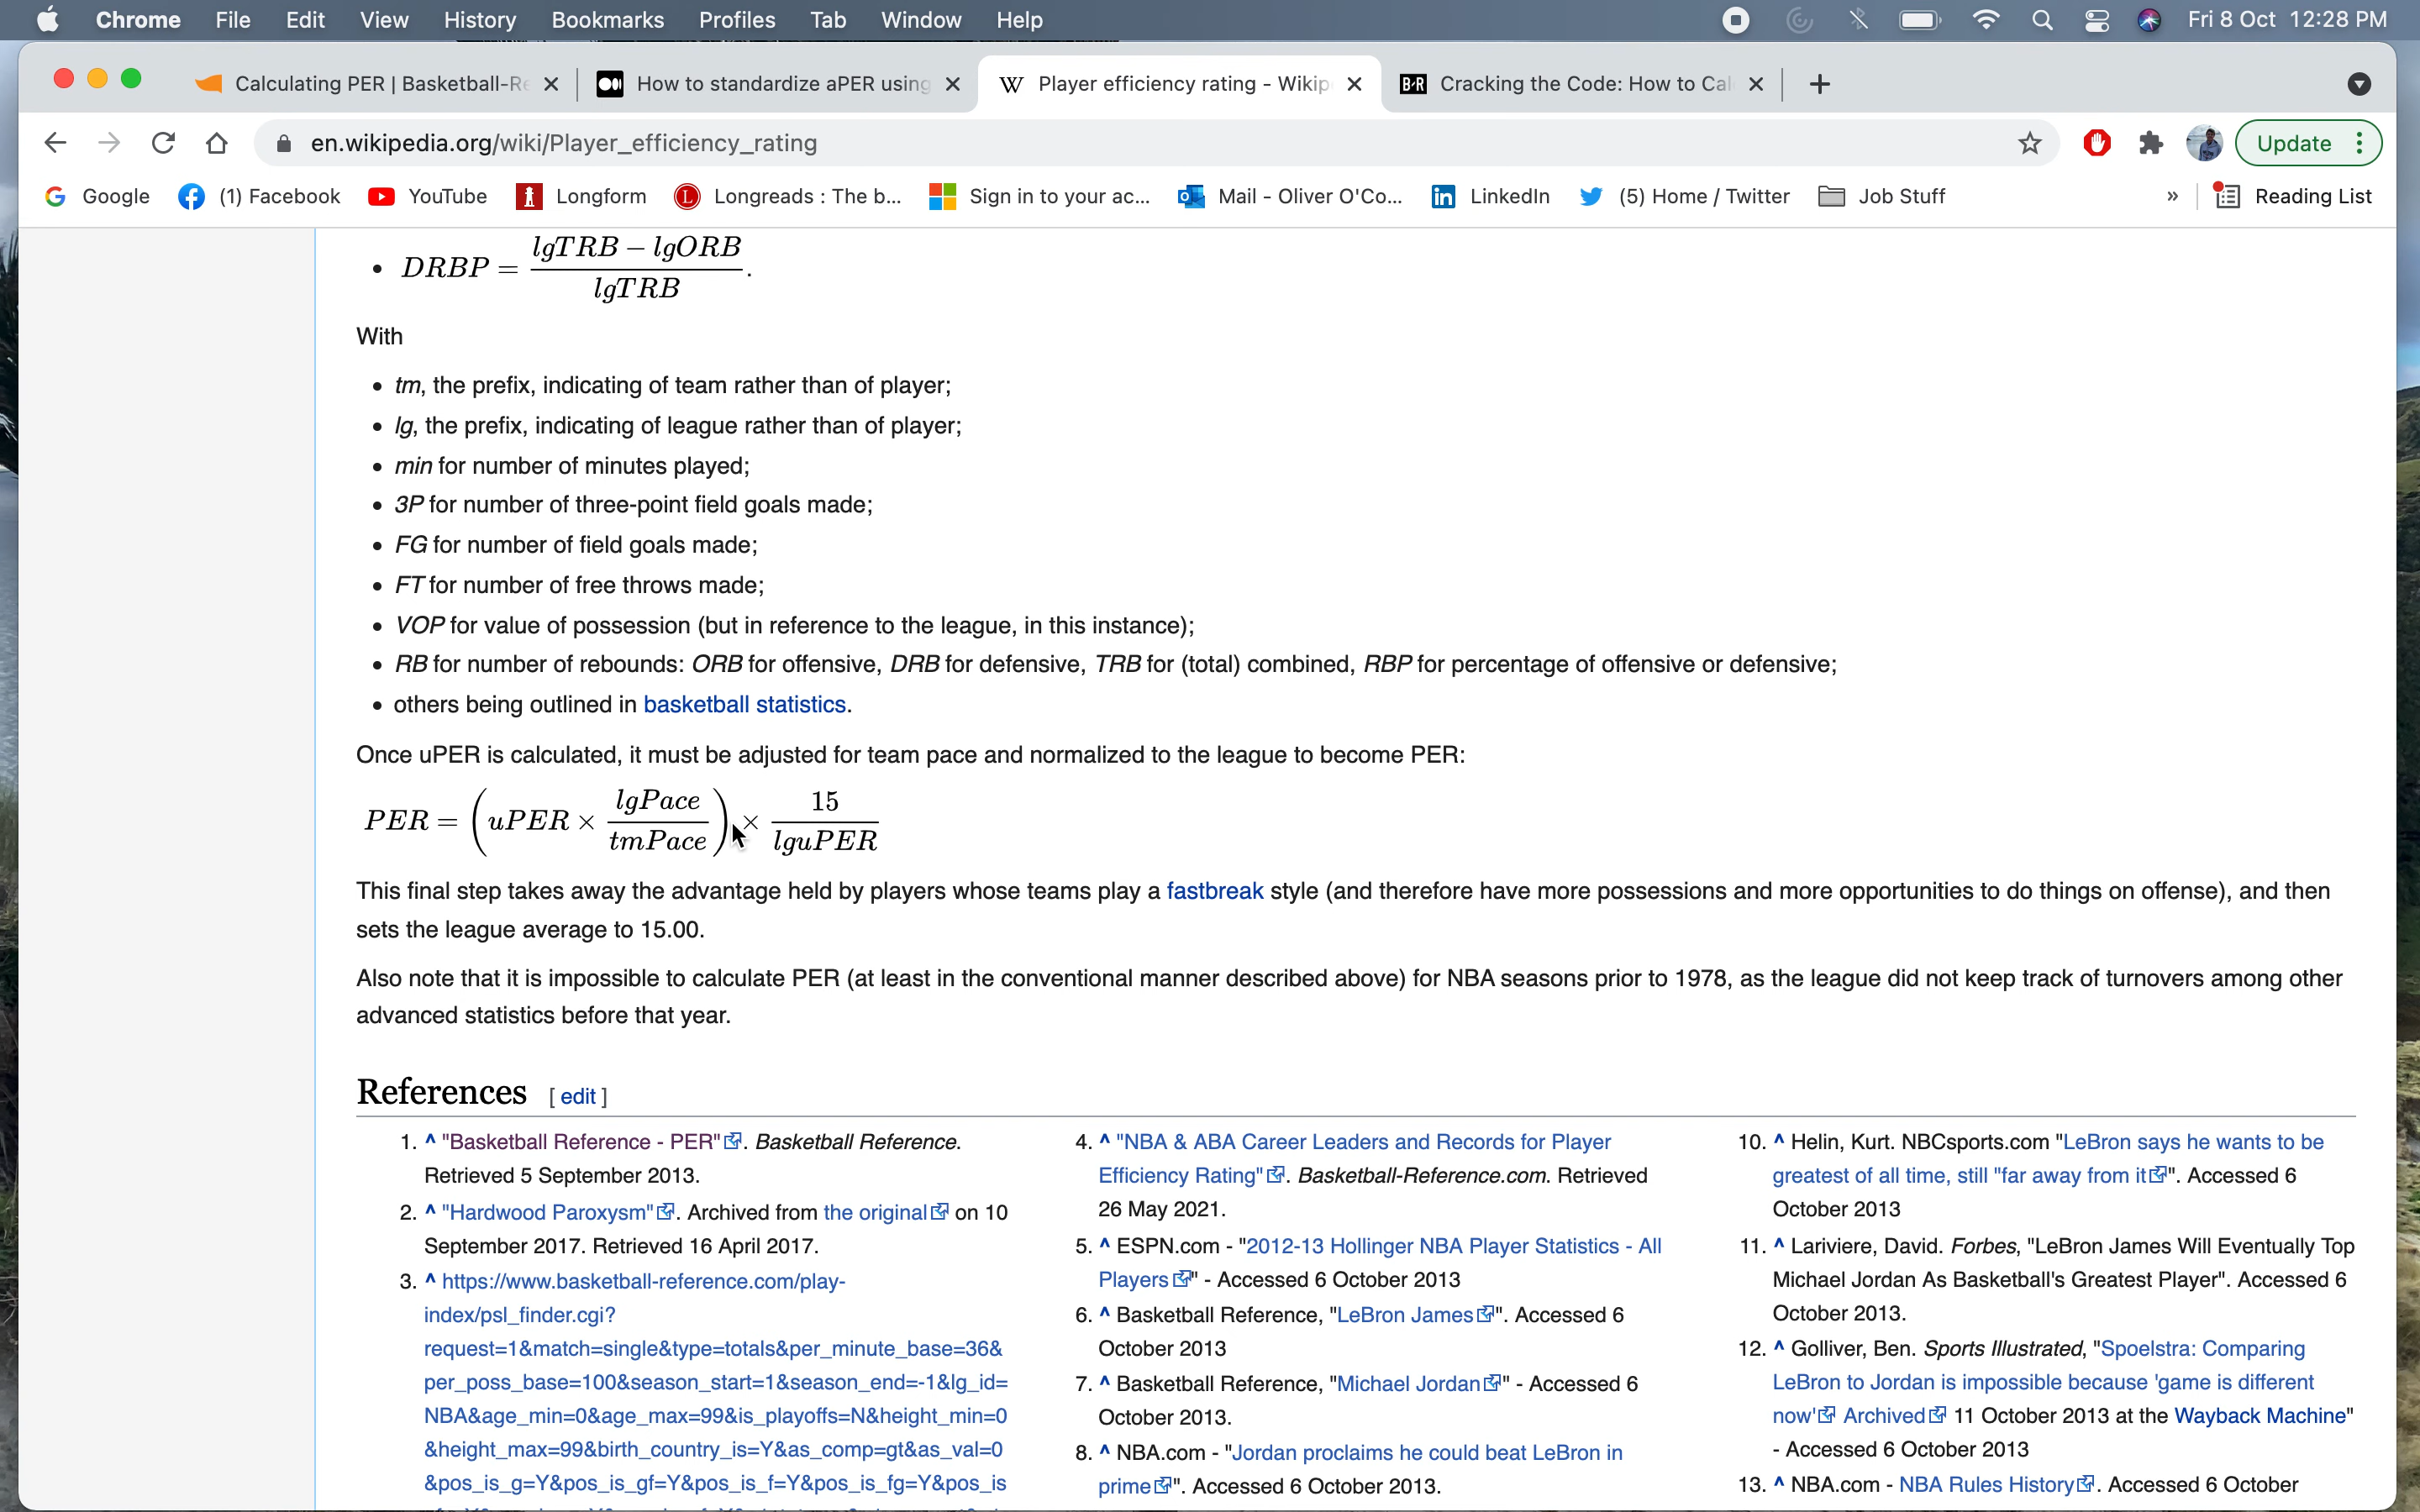 Chrome File Edit View History Bookmarks Profiles Tab Window Help Fri 8 Oct 12:28 PM
Calculating PER | Basketball-Re How to standardize aPER using W Player efficiency rating - Wikip B/R Cracking the Code: How to Cal
en.wikipedia.org/wiki/Player_efficiency_rating Update
Google (1) Facebook YouTube Longform Longreads : The b... Sign in to your ac... Mail - Oliver O'Co... LinkedIn (5) Home / Twitter Job Stuff » Reading List
• DRBP = \frac{lgTRB − lgORB}{lgTRB}.
With
• tm, the prefix, indicating of team rather than of player;
• lg, the prefix, indicating of league rather than of player;
• min for number of minutes played;
• 3P for number of three-point field goals made;
• FG for number of field goals made;
• FT for number of free throws made;
• VOP for value of possession (but in reference to the league, in this instance);
• RB for number of rebounds: ORB for offensive, DRB for defensive, TRB for (total) combined, RBP for percentage of offensive or defensive;
• others being outlined in basketball statistics.
Once uPER is calculated, it must be adjusted for team pace and normalized to the league to become PER:
PER = (uPER × \frac{lgPace}{tmPace}) × \frac{15}{lguPER}
This final step takes away the advantage held by players whose teams play a fastbreak style (and therefore have more possessions and more opportunities to do things on offense), and then
sets the league average to 15.00.
Also note that it is impossible to calculate PER (at least in the conventional manner described above) for NBA seasons prior to 1978, as the league did not keep track of turnovers among other
advanced statistics before that year.
References [ edit ]
1. ^ "Basketball Reference - PER". Basketball Reference.
Retrieved 5 September 2013.
2. ^ "Hardwood Paroxysm". Archived from the original on 10
September 2017. Retrieved 16 April 2017.
3. ^ https://www.basketball-reference.com/play-
index/psl_finder.cgi?
request=1&match=single&type=totals&per_minute_base=36&
per_poss_base=100&season_start=1&season_end=-1&lg_id=
NBA&age_min=0&age_max=99&is_playoffs=N&height_min=0
&height_max=99&birth_country_is=Y&as_comp=gt&as_val=0
&pos_is_g=Y&pos_is_gf=Y&pos_is_f=Y&pos_is_fg=Y&pos_is
4. ^ "NBA & ABA Career Leaders and Records for Player
Efficiency Rating". Basketball-Reference.com. Retrieved
26 May 2021.
5. ^ ESPN.com - "2012-13 Hollinger NBA Player Statistics - All
Players" - Accessed 6 October 2013
6. ^ Basketball Reference, "LeBron James". Accessed 6
October 2013
7. ^ Basketball Reference, "Michael Jordan" - Accessed 6
October 2013.
8. ^ NBA.com - "Jordan proclaims he could beat LeBron in
prime". Accessed 6 October 2013.
10. ^ Helin, Kurt. NBCsports.com "LeBron says he wants to be
greatest of all time, still "far away from it". Accessed 6
October 2013
11. ^ Lariviere, David. Forbes, "LeBron James Will Eventually Top
Michael Jordan As Basketball's Greatest Player". Accessed 6
October 2013.
12. ^ Golliver, Ben. Sports Illustrated, "Spoelstra: Comparing
LeBron to Jordan is impossible because 'game is different
now' Archived 11 October 2013 at the Wayback Machine"
- Accessed 6 October 2013
13. ^ NBA.com - NBA Rules History. Accessed 6 October